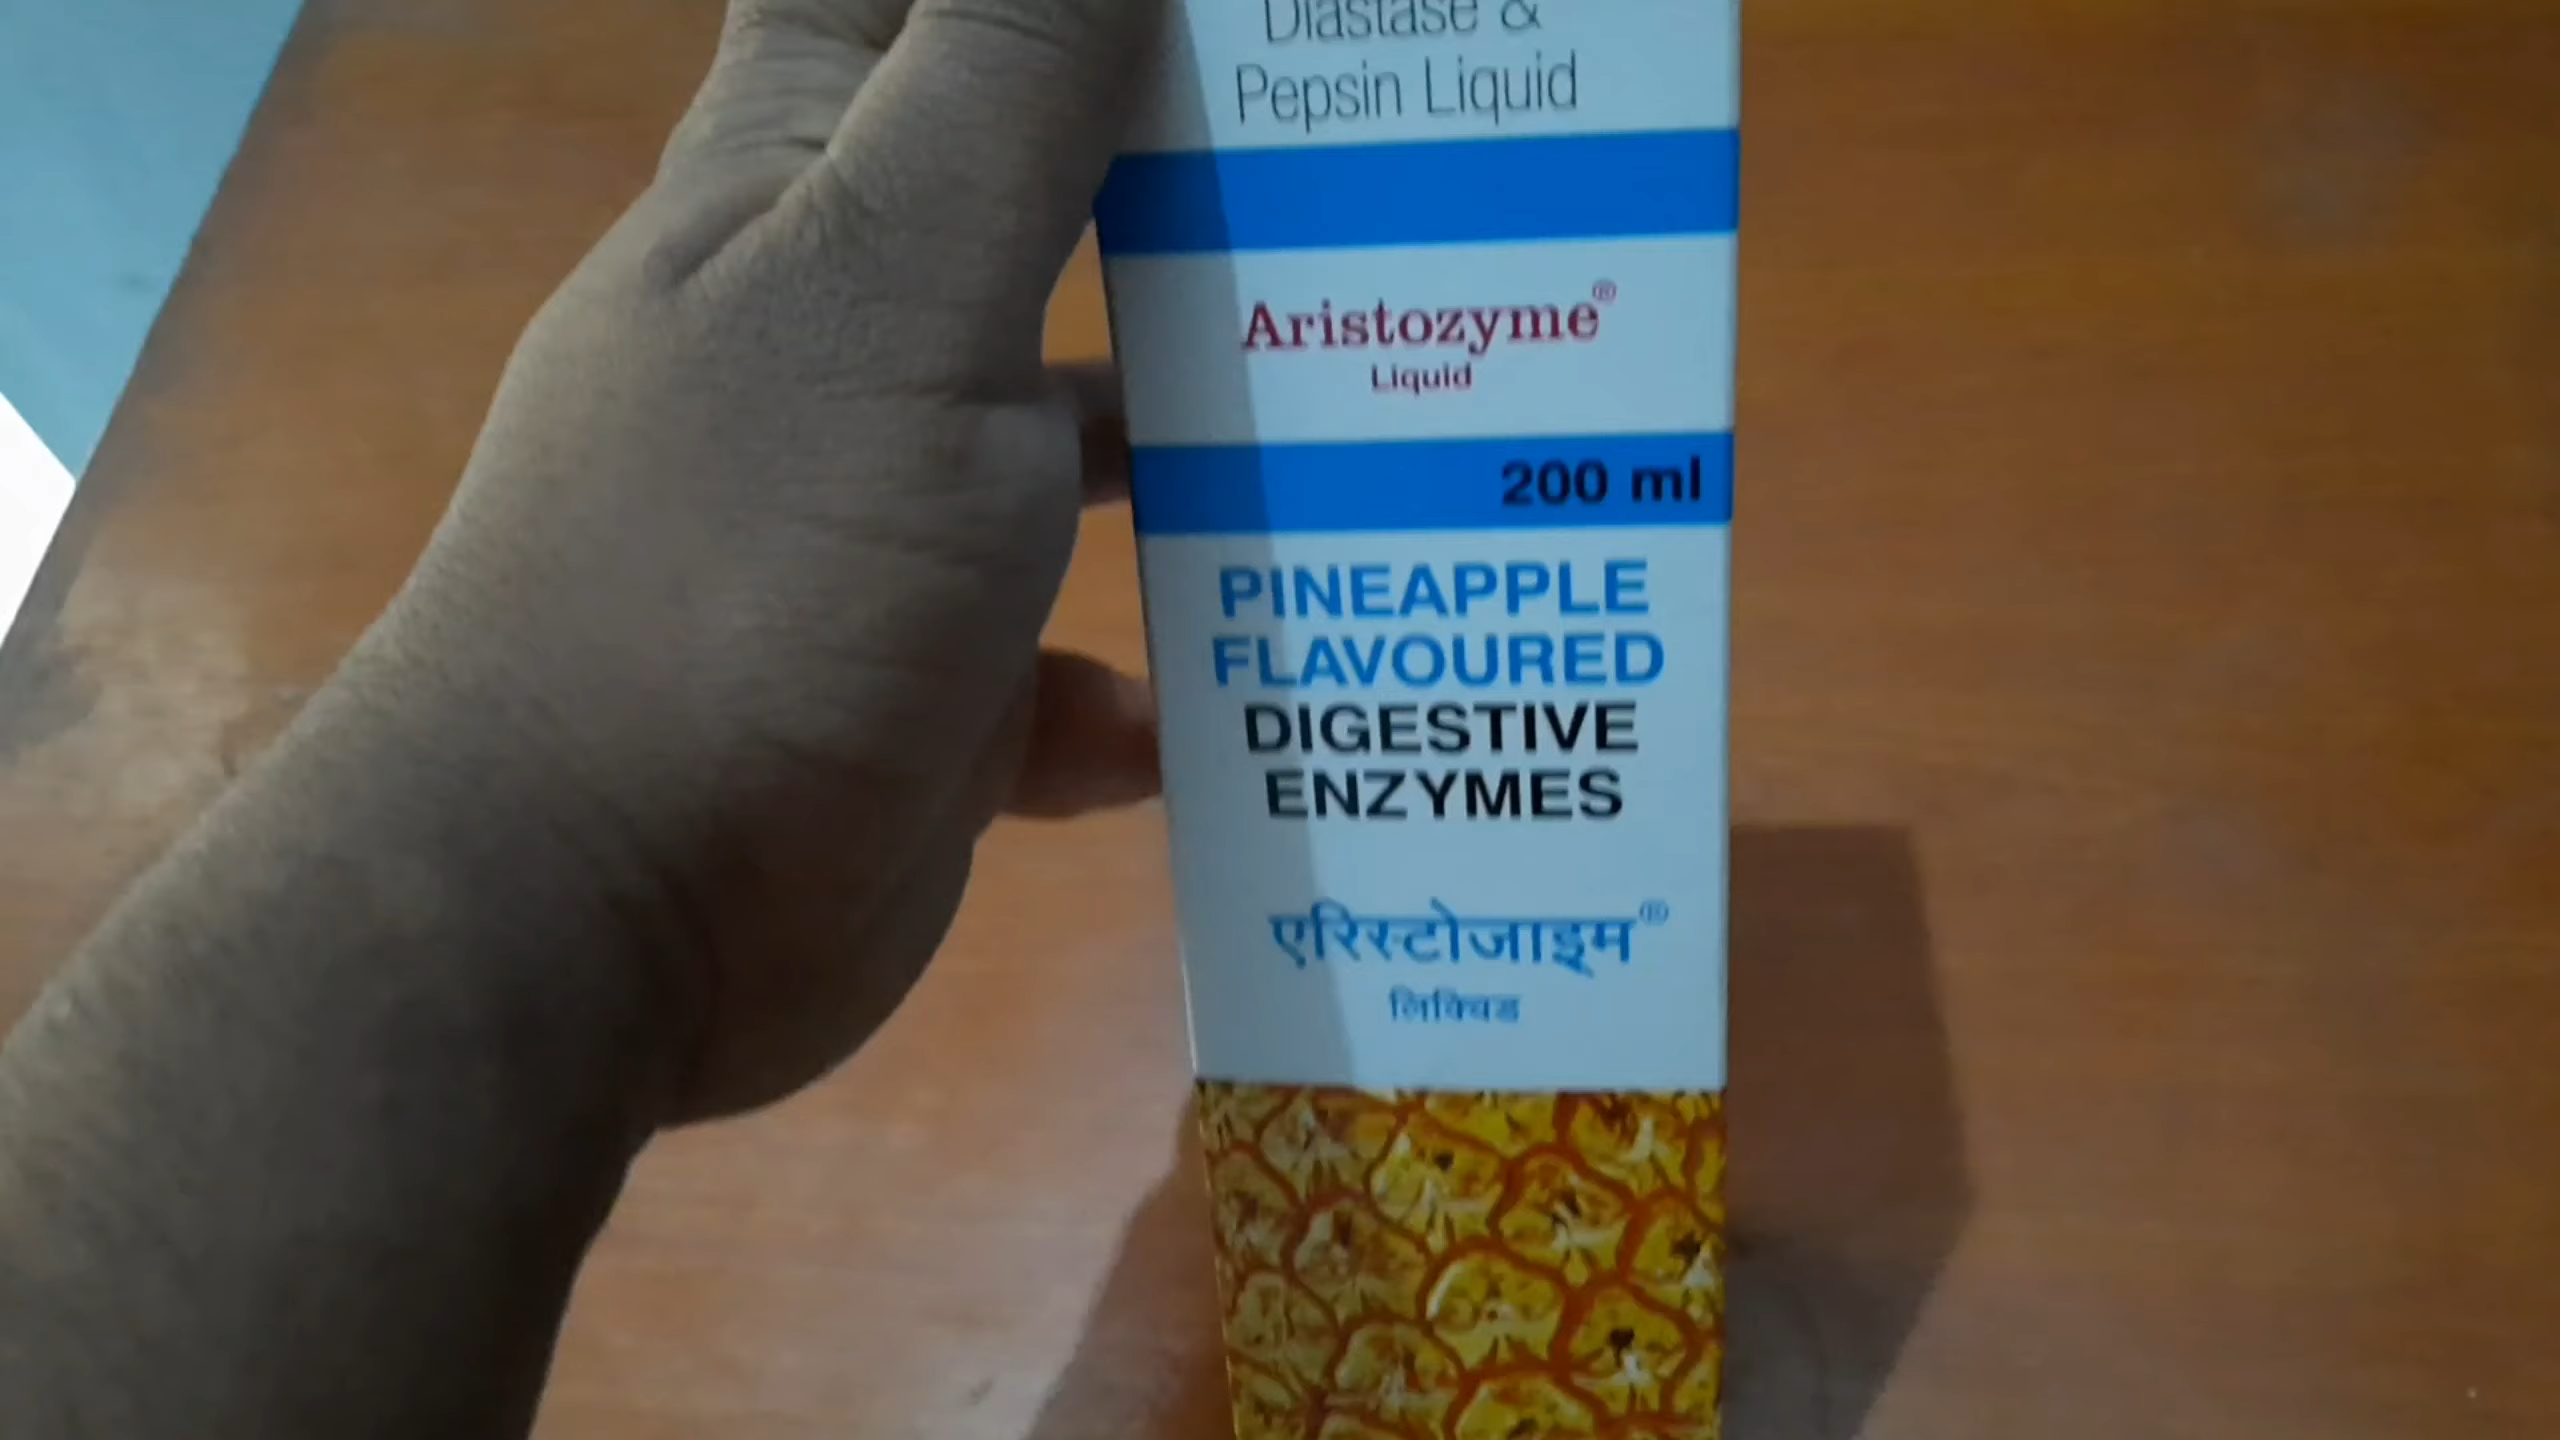 Diastase &
Pepsin Liquid
Aristozyme®
Liquid
200 ml
PINEAPPLE
FLAVOURED
DIGESTIVE
ENZYMES
एरिस्टोजाइम®
लिक्विड